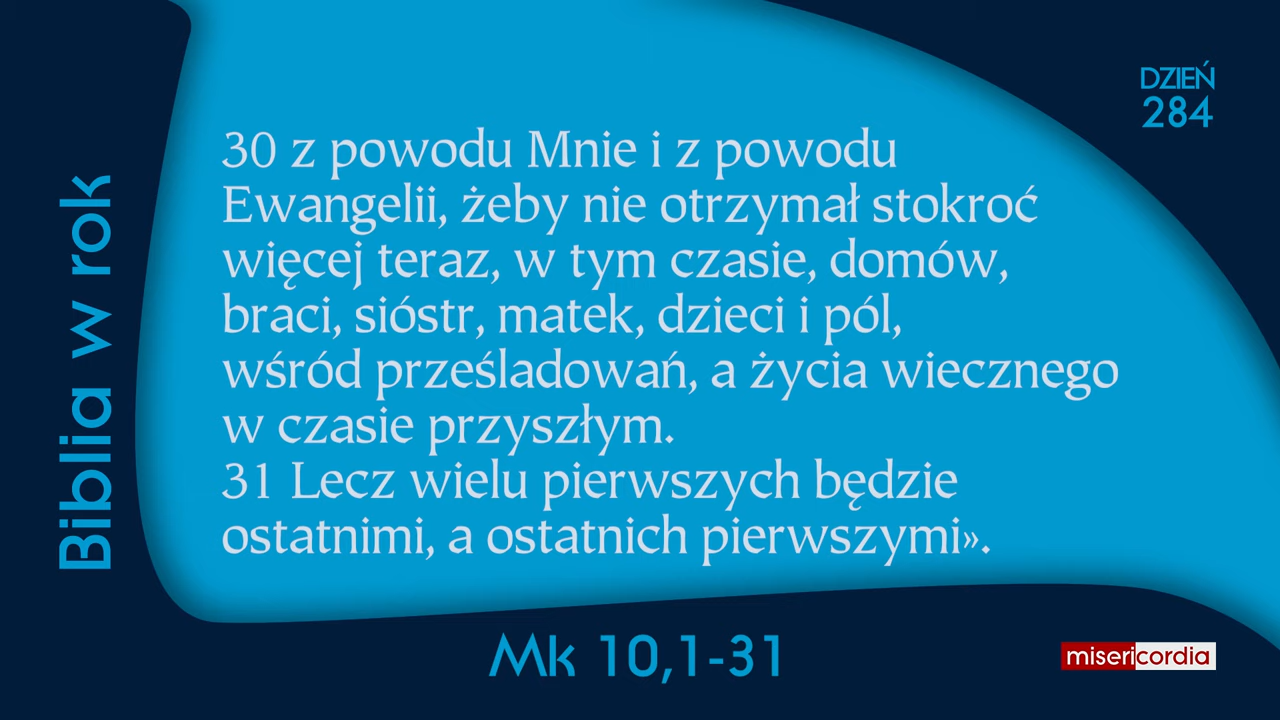 DZIEŃ
284
Biblia w rok
30 z powodu Mnie i z powodu
Ewangelii, żeby nie otrzymał stokroć
więcej teraz, w tym czasie, domów,
braci, sióstr, matek, dzieci i pól,
wśród prześladowań, a życia wiecznego
w czasie przyszłym.
31 Lecz wielu pierwszych będzie
ostatnimi, a ostatnich pierwszymi».
Mk 10,1-31
misericordia